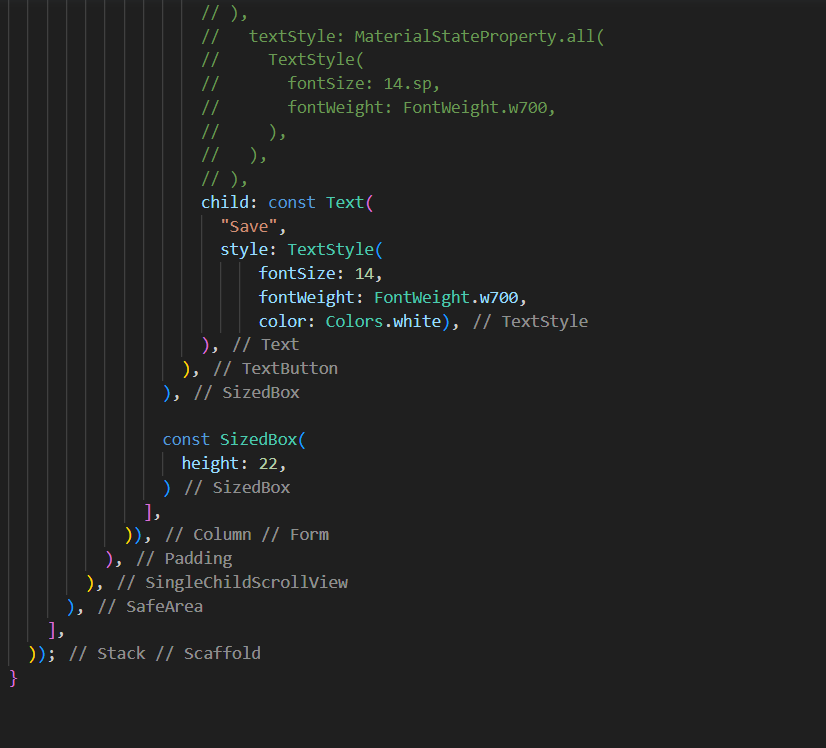 // ),
//   textStyle: MaterialStateProperty.all(
//     TextStyle(
//       fontSize: 14.sp,
//       fontWeight: FontWeight.w700,
//     ),
//   ),
// ),
child: const Text(
  "Save",
  style: TextStyle(
      fontSize: 14,
      fontWeight: FontWeight.w700,
      color: Colors.white), // TextStyle
), // Text
), // TextButton
), // SizedBox

const SizedBox(
  height: 22,
) // SizedBox
],
)), // Column // Form
), // Padding
), // SingleChildScrollView
), // SafeArea
],
)); // Stack // Scaffold
}